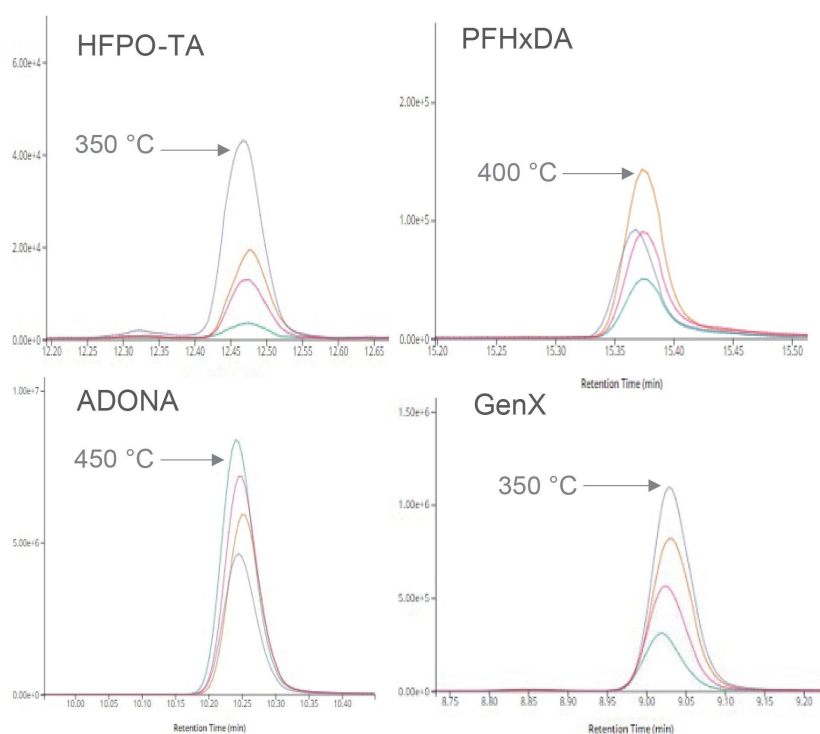 HFPO-TA
6.00e+4
350 °C
4.00e+4
2.00e+4
0.00e+0
12.20 12.25 12.30 12.35 12.40 12.45 12.50 12.55 12.60 12.65
PFHxDA
2.00e+5
400 °C
1.00e+5
0.00e+0
15.20 15.25 15.30 15.35 15.40 15.45 15.50
Retention Time (min)
ADONA
1.00e+7
450 °C
5.00e+6
0.00e+0
10.00 10.05 10.10 10.15 10.20 10.25 10.30 10.35 10.40
Retention Time (min)
GenX
1.50e+6
350 °C
1.00e+6
5.00e+5
0.00e+0
8.75 8.80 8.85 8.90 8.95 9.00 9.05 9.10 9.15 9.20
Retention Time (min)